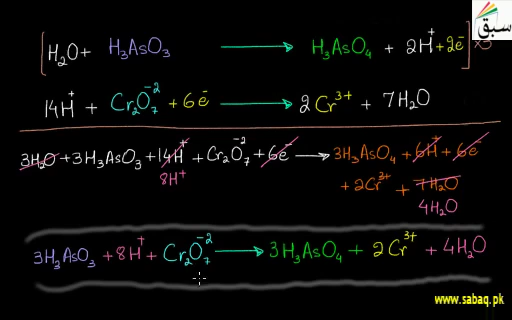 سبق
[H₂O + H₃AsO₃ ⟶ H₃AsO₄ + 2H⁺ + 2e⁻] ×3
14H⁺ + Cr₂O₇⁻² + 6e⁻ ⟶ 2Cr³⁺ + 7H₂O
3H₂O + 3H₃AsO₃ + 14H⁺ + Cr₂O₇⁻² + 6e⁻ ⟶ 3H₃AsO₄ + 6H⁺ + 6e⁻
8H⁺ + 2Cr³⁺ + 7H₂O
4H₂O
3H₃AsO₃ + 8H⁺ + Cr₂O₇⁻² ⟶ 3H₃AsO₄ + 2Cr³⁺ + 4H₂O
www.sabaq.pk